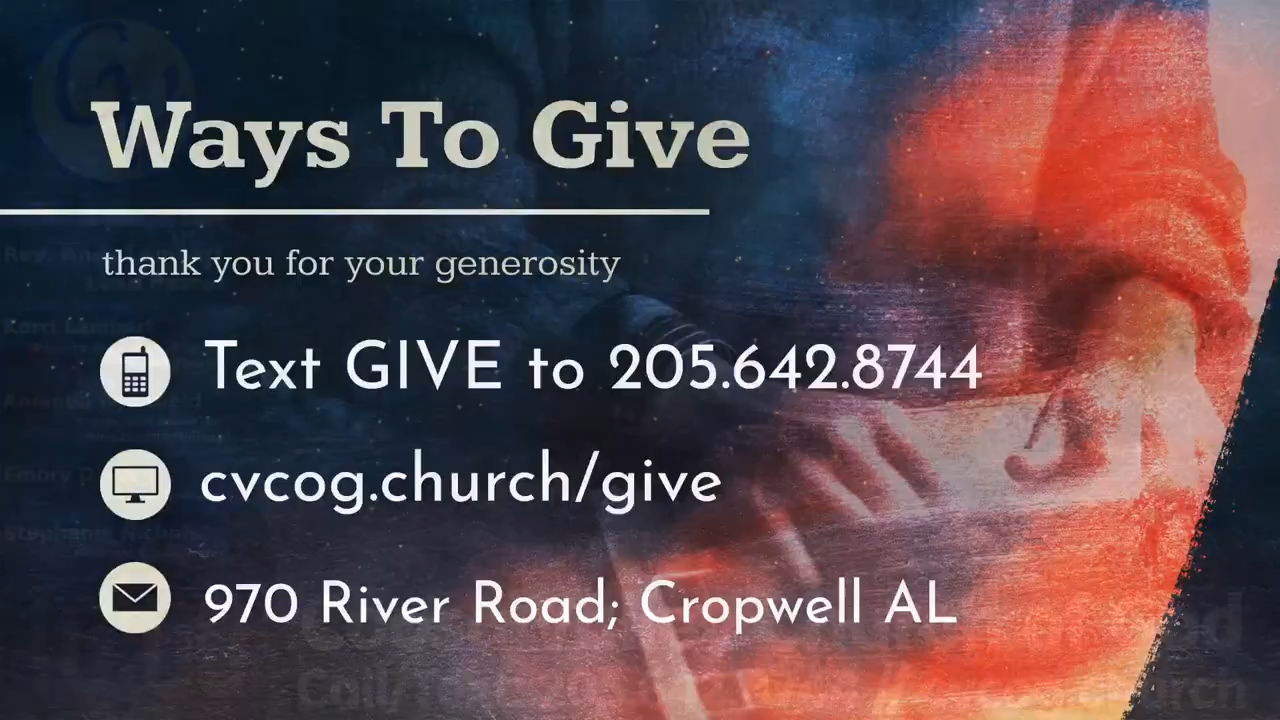 Ways To Give
thank you for your generosity
Text GIVE to 205.642.8744
cvcog.church/give
970 River Road; Cropwell AL